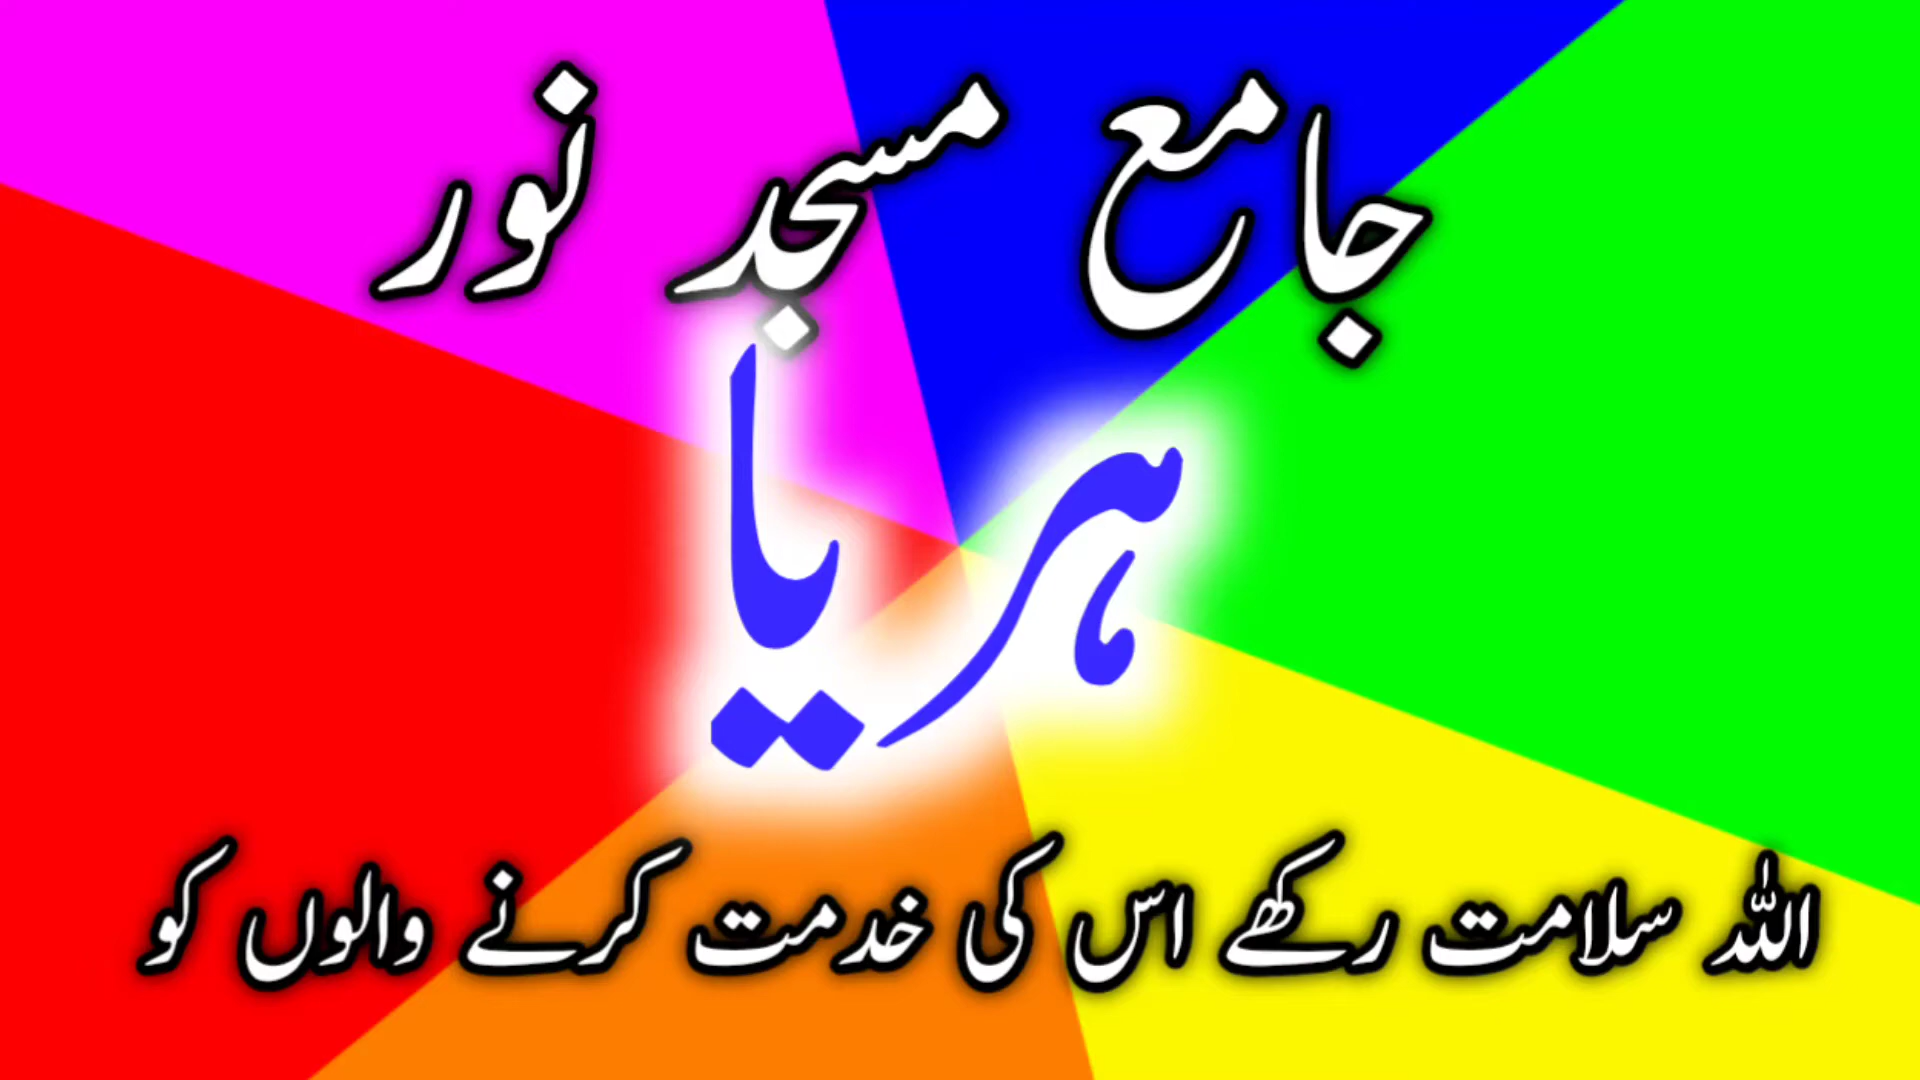 جامع مسجد نور
ہریا
اللہ سلامت رکھے اس کی خدمت کرنے والوں کو